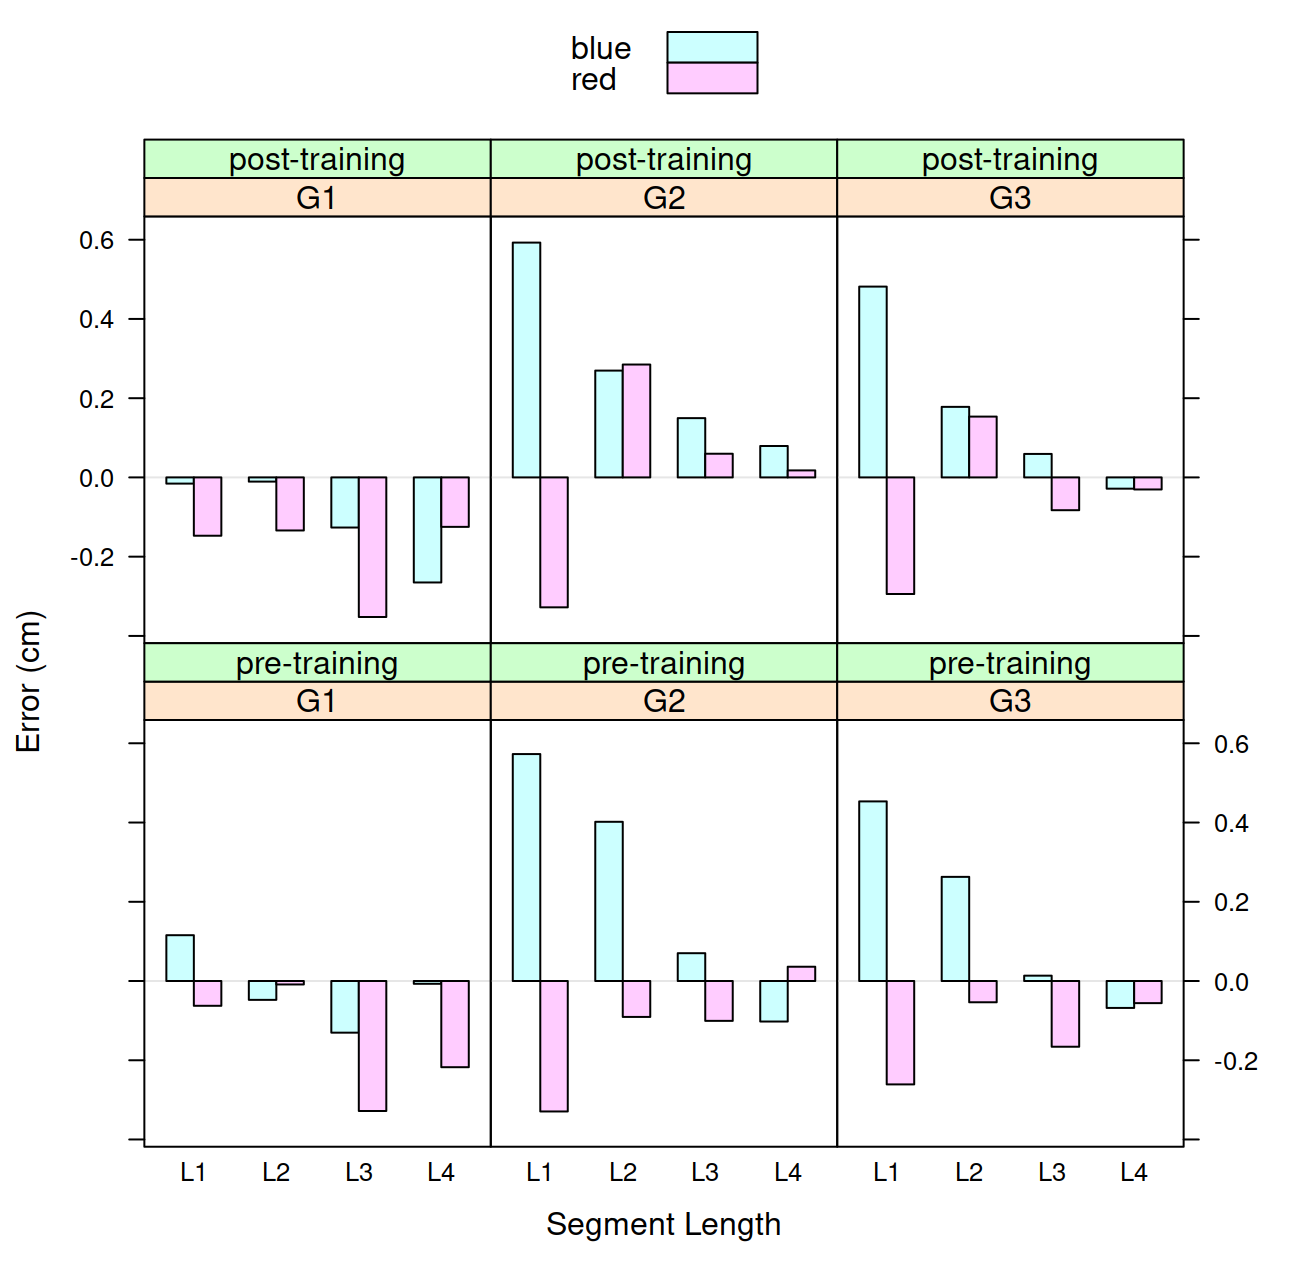 blue
red
post-training post-training post-training
G1 G2 G3
0.6
0.4
0.2
0.0
-0.2
Error (cm)
pre-training pre-training pre-training
G1 G2 G3
0.6
0.4
0.2
0.0
-0.2
L1 L2 L3 L4 L1 L2 L3 L4 L1 L2 L3 L4
Segment Length